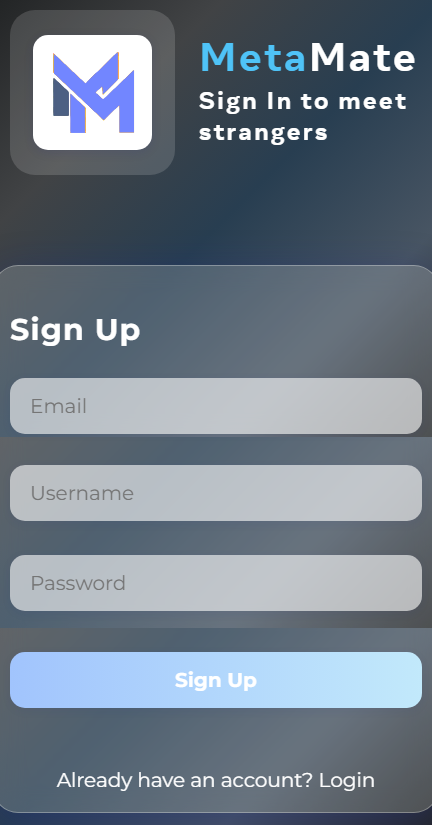 MetaMate
Sign In to meet
strangers
Sign Up
Email
Username
Password
Sign Up
Already have an account? Login